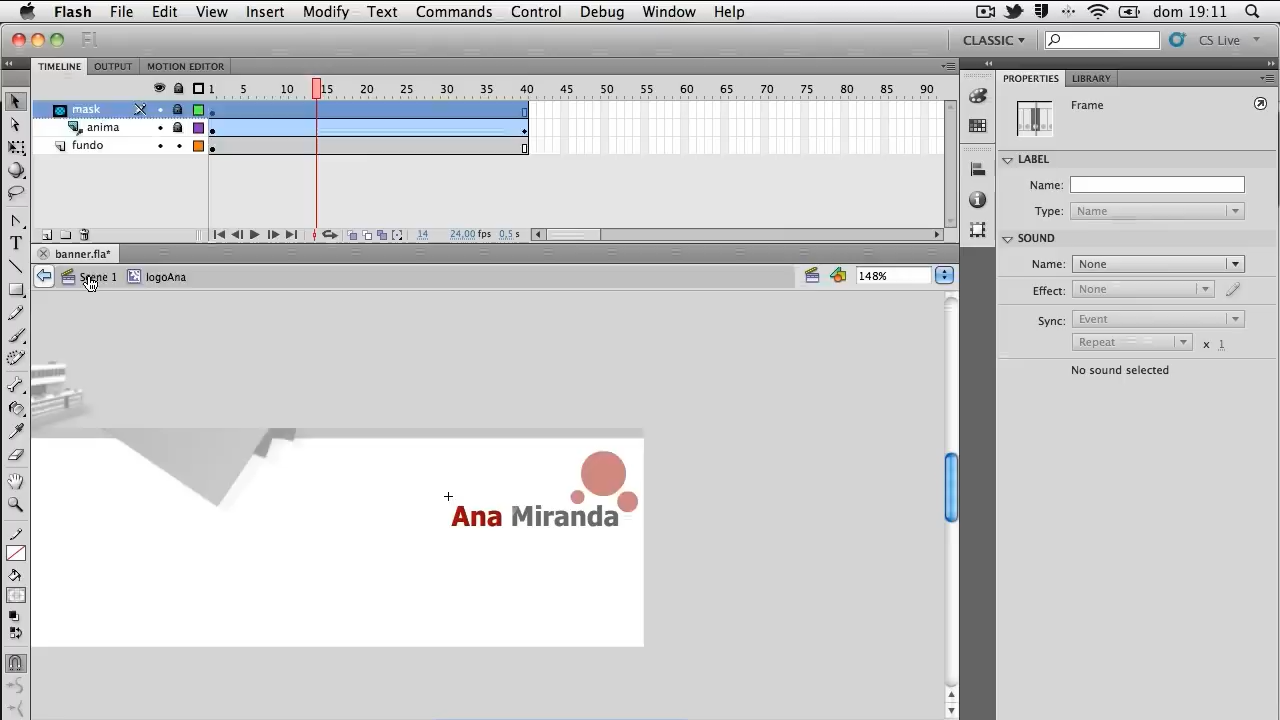 Flash File Edit View Insert Modify Text Commands Control Debug Window Help dom 19:11
Fl CLASSIC CS Live
TIMELINE OUTPUT MOTION EDITOR
1 5 10 15 20 25 30 35 40 45 50 55 60 65 70 75 80 85 90
mask
anima
fundo
14 24,00 fps 0,5 s
banner.fla*
Scene 1 logoAna 148%
Ana Miranda
PROPERTIES LIBRARY
Frame
LABEL
Name:
Type: Name
SOUND
Name: None
Effect: None
Sync: Event
Repeat x 1
No sound selected